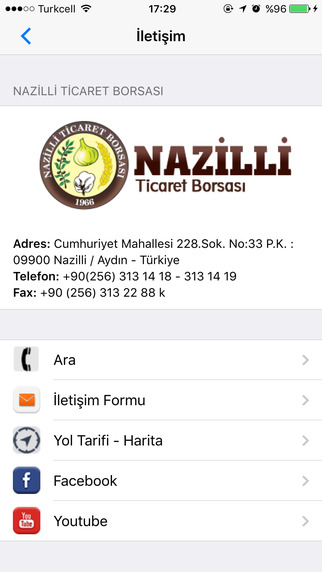 Turkcell 17:29 %96
İletişim
NAZİLLİ TİCARET BORSASI
NAZİLLİ TİCARET BORSASI
1966
NAZİLLİ
Ticaret Borsası
Adres: Cumhuriyet Mahallesi 228.Sok. No:33 P.K. :
09900 Nazilli / Aydın - Türkiye
Telefon: +90(256) 313 14 18 - 313 14 19
Fax: +90 (256) 313 22 88 k
Ara
İletişim Formu
Yol Tarifi - Harita
Facebook
You
Tube
Youtube